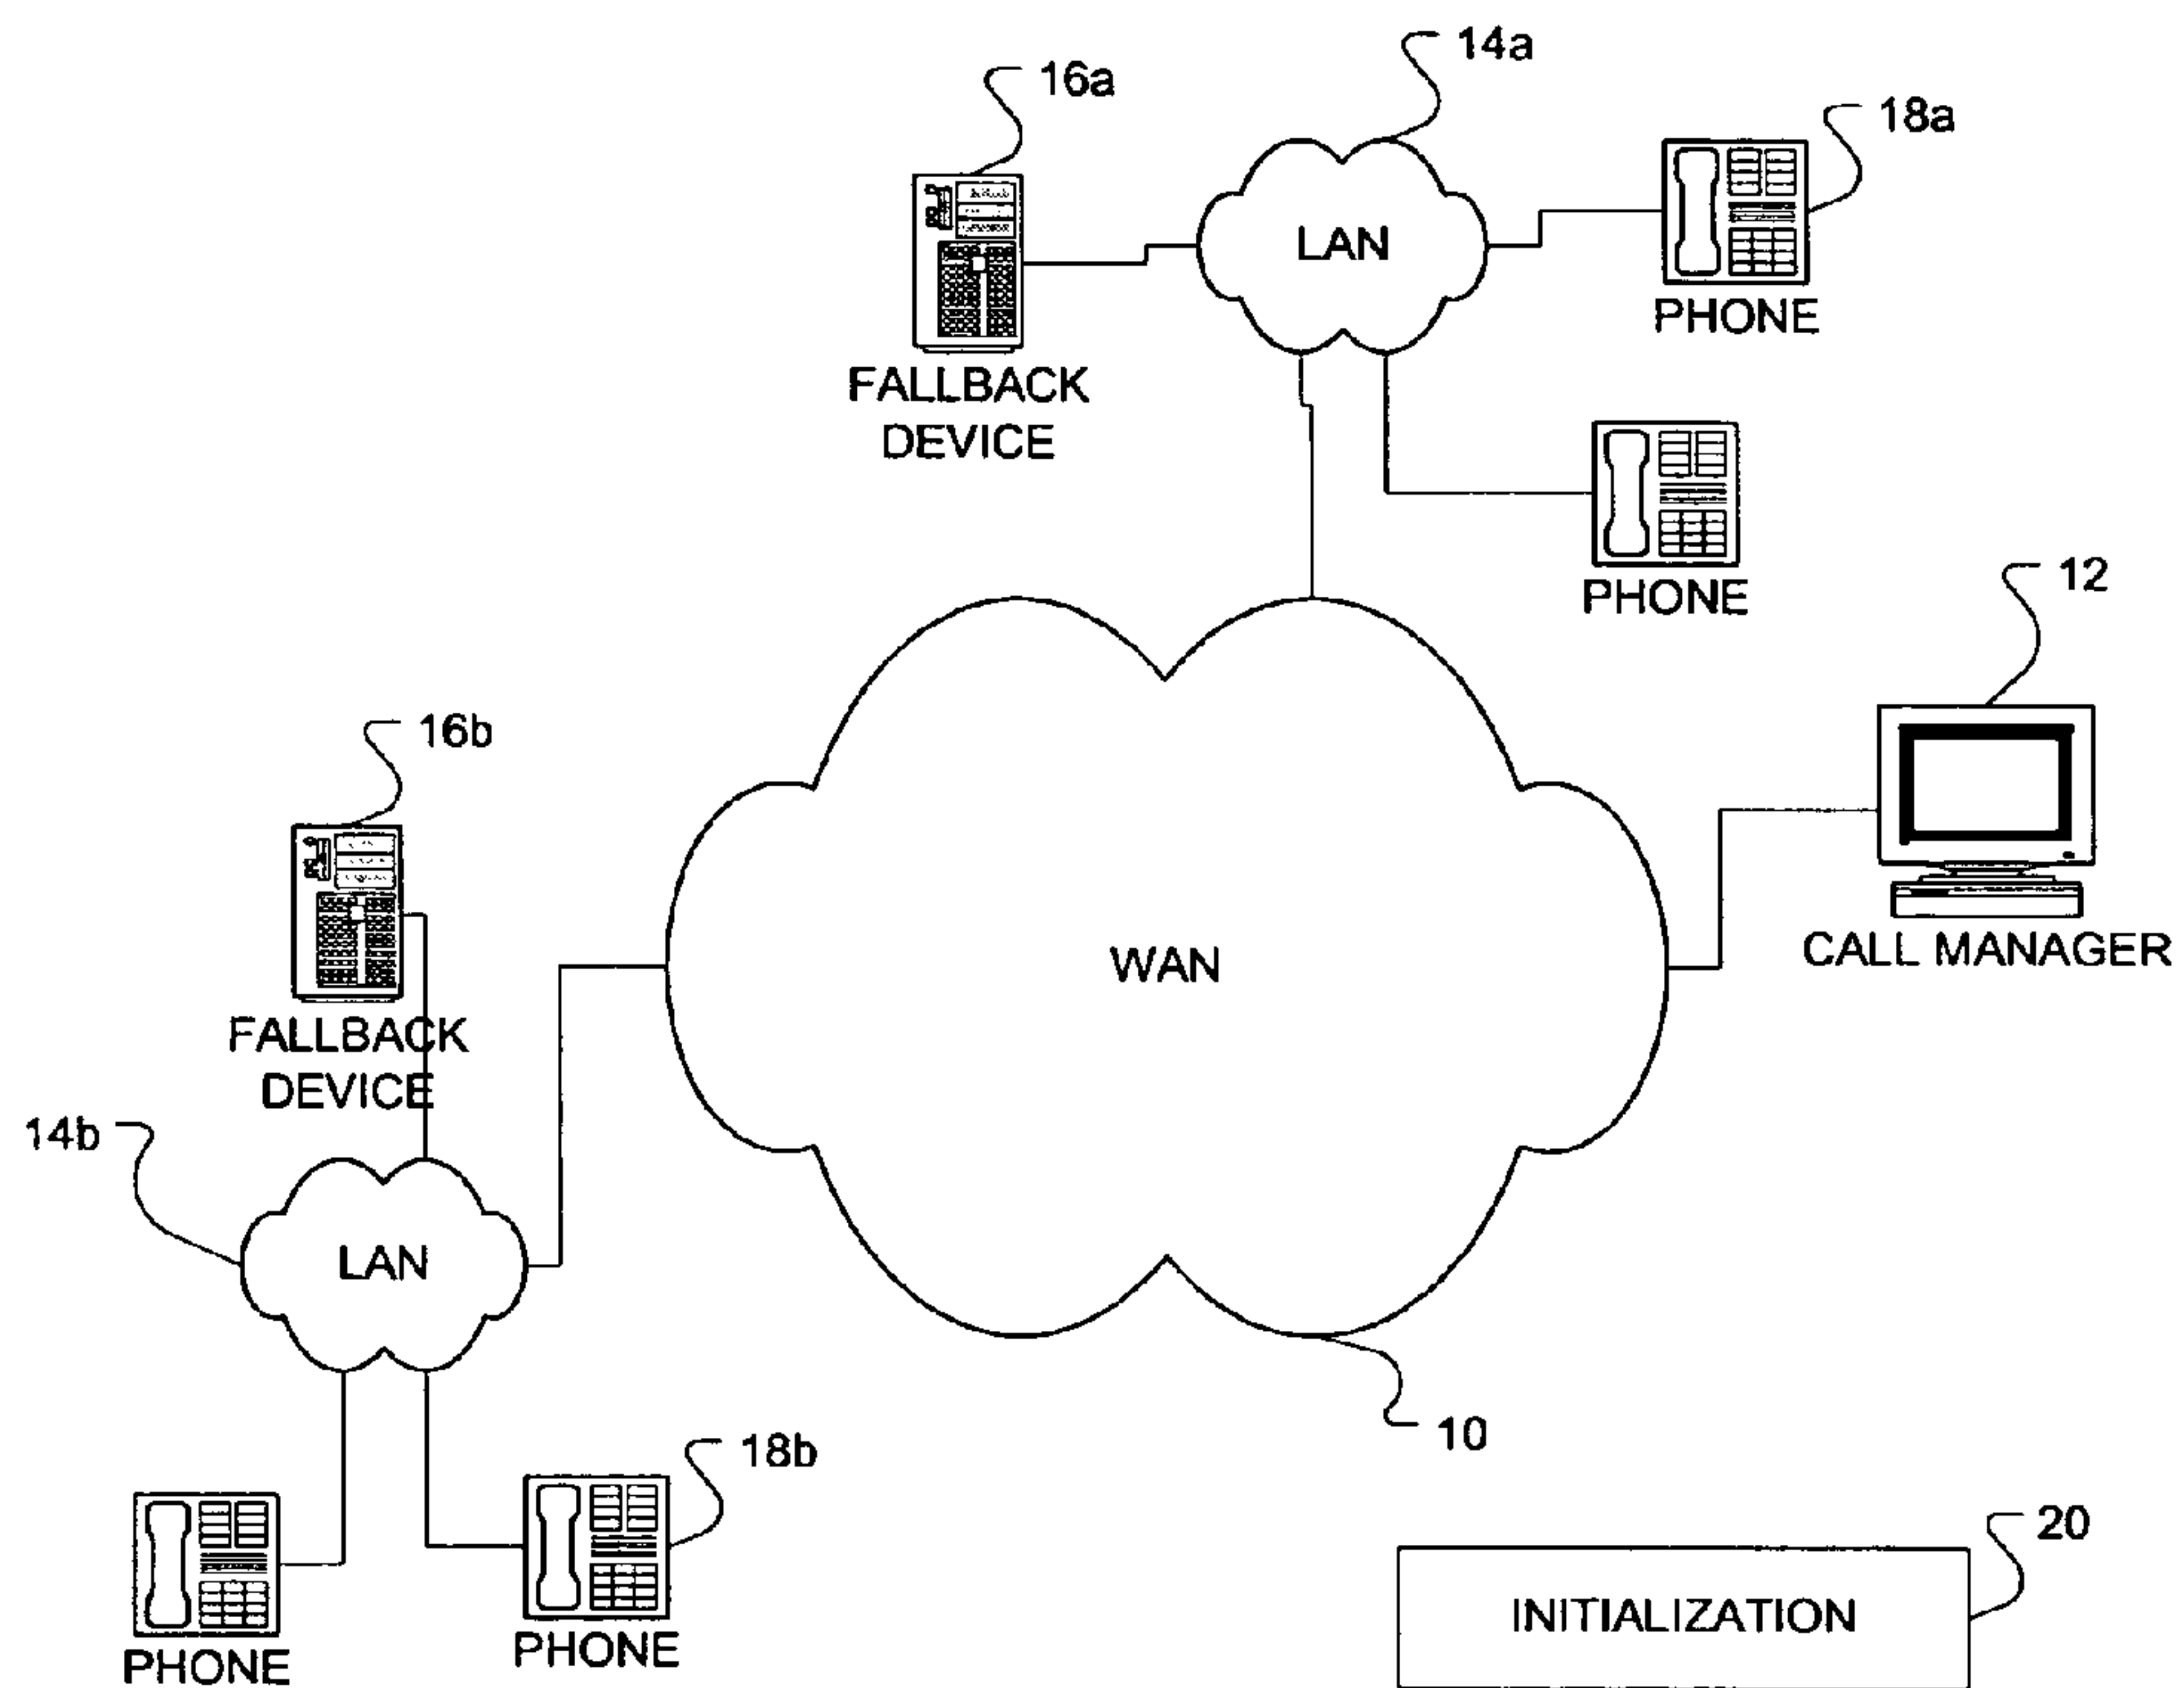 14a
16a
18a
LAN
PHONE
FALLBACK
DEVICE
PHONE
12
16b
WAN
CALL MANAGER
FALLBACK
DEVICE
14b
LAN
10
18b
20
INITIALIZATION
PHONE
PHONE